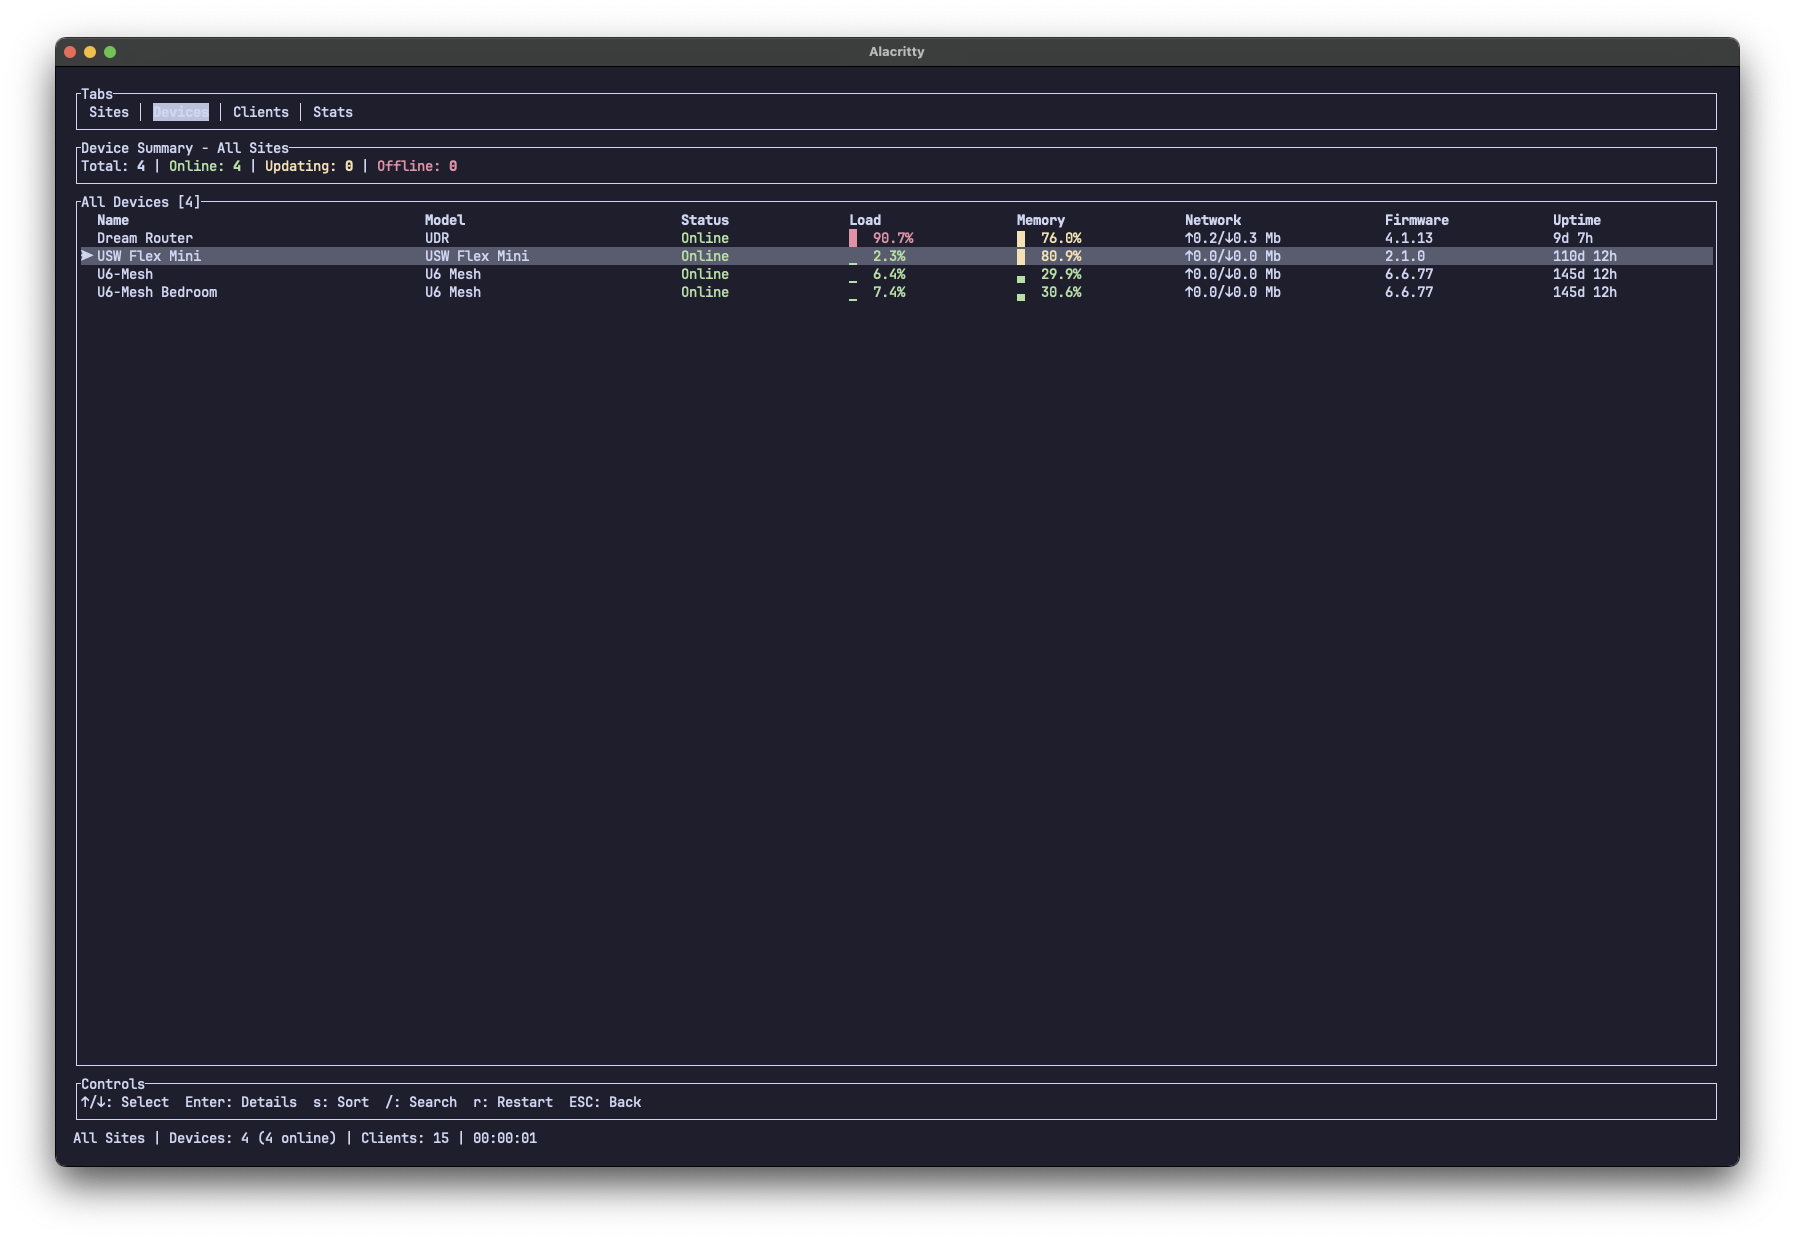 Alacritty
Tabs
Sites | Devices | Clients | Stats
Device Summary - All Sites
Total: 4 | Online: 4 | Updating: 0 | Offline: 0
All Devices [4]
Name Model Status Load Memory Network Firmware Uptime
Dream Router UDR Online 90.7% 76.0% ↑0.2/↓0.3 Mb 4.1.13 9d 7h
➤ USW Flex Mini USW Flex Mini Online 2.3% 80.9% ↑0.0/↓0.0 Mb 2.1.0 110d 12h
U6-Mesh U6 Mesh Online 6.4% 29.9% ↑0.0/↓0.0 Mb 6.6.77 145d 12h
U6-Mesh Bedroom U6 Mesh Online 7.4% 30.6% ↑0.0/↓0.0 Mb 6.6.77 145d 12h
Controls
↑/↓: Select Enter: Details s: Sort /: Search r: Restart ESC: Back
All Sites | Devices: 4 (4 online) | Clients: 15 | 00:00:01